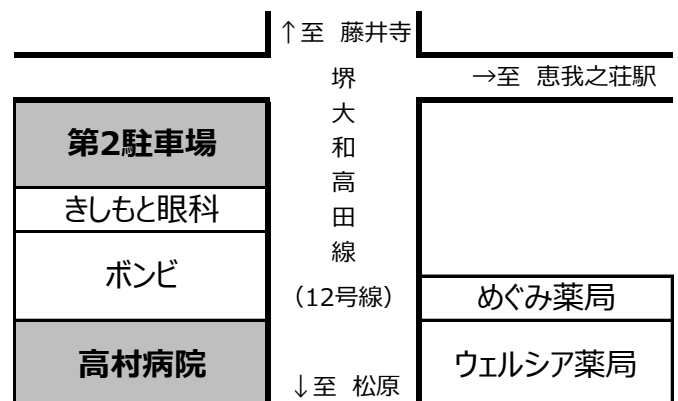 ↑至 藤井寺
→至 恵我之荘駅
堺大和高田線
(12号線)
↓至 松原
第2駐車場
きしもと眼科
ボンビ
高村病院
めぐみ薬局
ウェルシア薬局